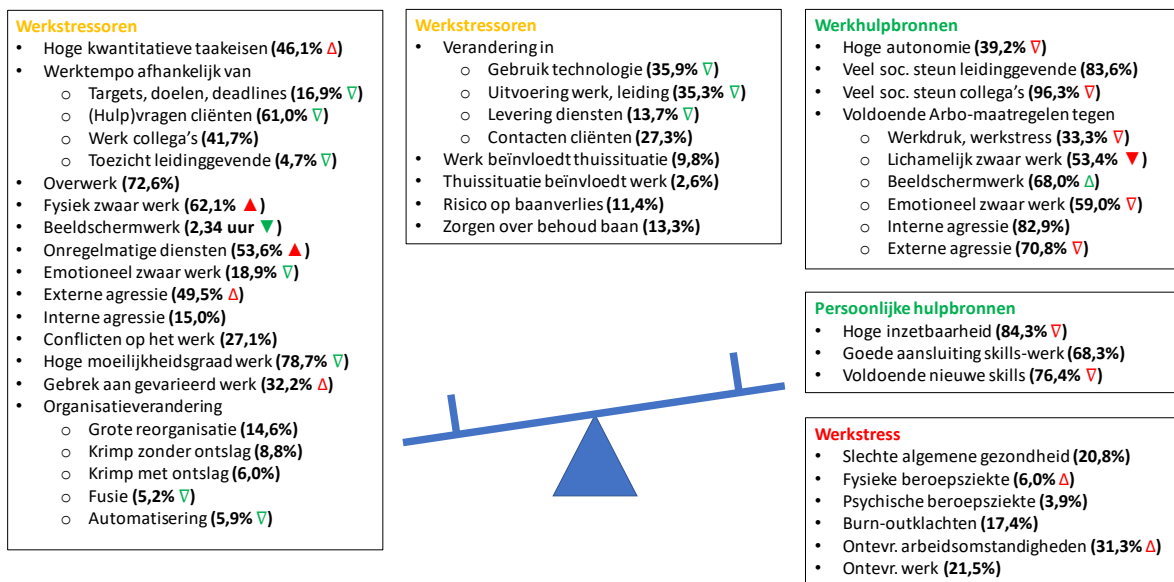 Werkstressoren
• Hoge kwantitatieve taakeisen (46,1% ∆)
• Werktempo afhankelijk van
o Targets, doelen, deadlines (16,9% ∇)
o (Hulp)vragen cliënten (61,0% ∇)
o Werk collega's (41,7%)
o Toezicht leidinggevende (4,7% ∇)
• Overwerk (72,6%)
• Fysiek zwaar werk (62,1% ▲)
• Beeldschermwerk (2,34 uur ▼)
• Onregelmatige diensten (53,6% ▲)
• Emotioneel zwaar werk (18,9% ∇)
• Externe agressie (49,5% ∆)
• Interne agressie (15,0%)
• Conflicten op het werk (27,1%)
• Hoge moeilijkheidsgraad werk (78,7% ∇)
• Gebrek aan gevarieerd werk (32,2% ∆)
• Organisatieverandering
o Grote reorganisatie (14,6%)
o Krimp zonder ontslag (8,8%)
o Krimp met ontslag (6,0%)
o Fusie (5,2% ∇)
o Automatisering (5,9% ∇)
Werkstressoren
• Verandering in
o Gebruik technologie (35,9% ∇)
o Uitvoering werk, leiding (35,3% ∇)
o Levering diensten (13,7% ∇)
o Contacten cliënten (27,3%)
• Werk beïnvloedt thuissituatie (9,8%)
• Thuissituatie beïnvloedt werk (2,6%)
• Risico op baanverlies (11,4%)
• Zorgen over behoud baan (13,3%)
Werkhulpbronnen
• Hoge autonomie (39,2% ∇)
• Veel soc. steun leidinggevende (83,6%)
• Veel soc. steun collega's (96,3% ∇)
• Voldoende Arbo-maatregelen tegen
o Werkdruk, werkstress (33,3% ∇)
o Lichamelijk zwaar werk (53,4% ▼)
o Beeldschermwerk (68,0% ∆)
o Emotioneel zwaar werk (59,0% ∇)
o Interne agressie (82,9%)
o Externe agressie (70,8% ∇)
Persoonlijke hulpbronnen
• Hoge inzetbaarheid (84,3% ∇)
• Goede aansluiting skills-werk (68,3%)
• Voldoende nieuwe skills (76,4% ∇)
Werkstress
• Slechte algemene gezondheid (20,8%)
• Fysieke beroepsziekte (6,0% ∆)
• Psychische beroepsziekte (3,9%)
• Burn-outklachten (17,4%)
• Ontevr. arbeidsomstandigheden (31,3% ∆)
• Ontevr. werk (21,5%)